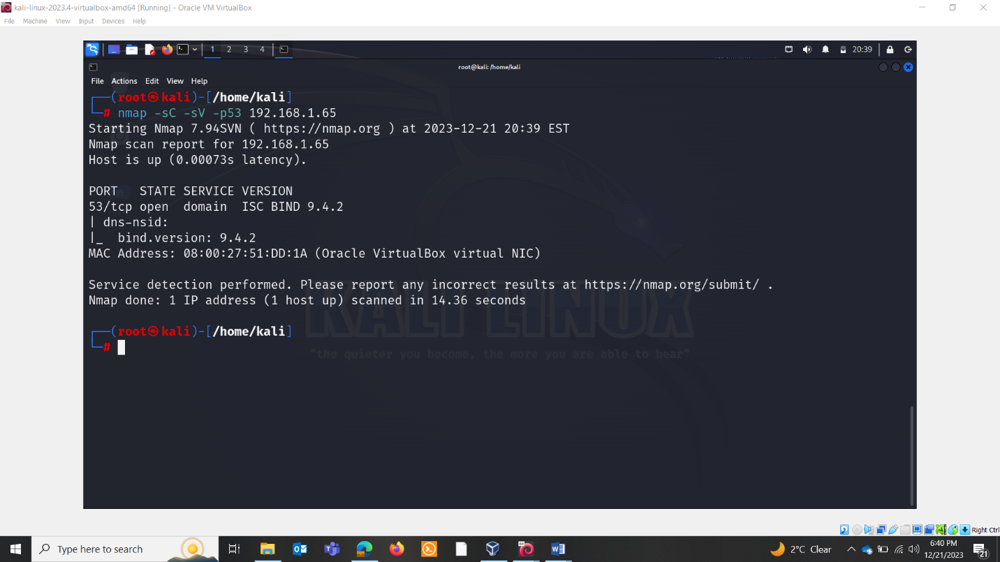 kali-linux-2023.4-virtualbox-amd64 [Running] - Oracle VM VirtualBox
File Machine View Input Devices Help
1 2 3 4 20:39
root@kali: /home/kali
File Actions Edit View Help
┌──(root㉿kali)-[/home/kali]
└─# nmap -sC -sV -p53 192.168.1.65
Starting Nmap 7.94SVN ( https://nmap.org ) at 2023-12-21 20:39 EST
Nmap scan report for 192.168.1.65
Host is up (0.00073s latency).
PORT   STATE SERVICE VERSION
53/tcp open  domain  ISC BIND 9.4.2
| dns-nsid:
|_  bind.version: 9.4.2
MAC Address: 08:00:27:51:DD:1A (Oracle VirtualBox virtual NIC)
Service detection performed. Please report any incorrect results at https://nmap.org/submit/ .
Nmap done: 1 IP address (1 host up) scanned in 14.36 seconds
┌──(root㉿kali)-[/home/kali]
└─#
KALI LINUX
"the quieter you become, the more you are able to hear"
Right Ctrl
Type here to search
2°C Clear
6:40 PM
12/21/2023
21